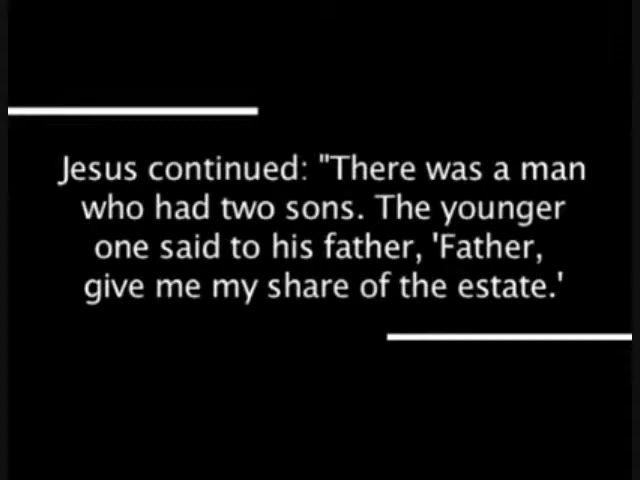 Jesus continued: "There was a man
who had two sons. The younger
one said to his father, 'Father,
give me my share of the estate.'